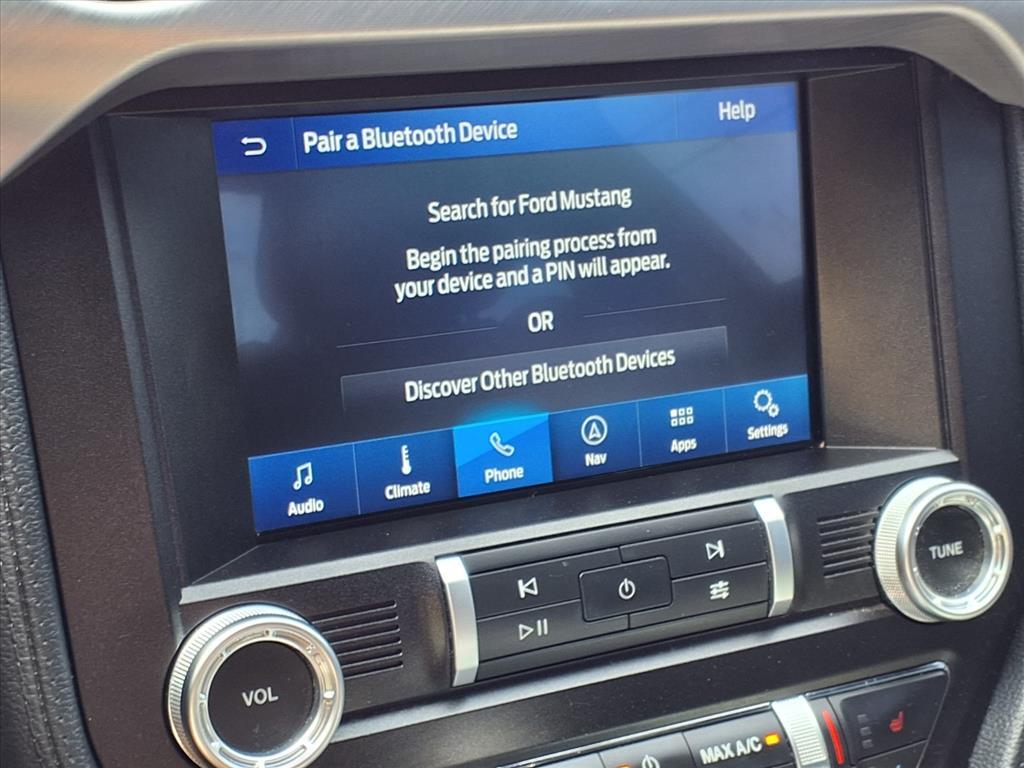 Pair a Bluetooth Device
Help
Search for Ford Mustang
Begin the pairing process from
your device and a PIN will appear.
OR
Discover Other Bluetooth Devices
Audio
Climate
Phone
Nav
Apps
Settings
TUNE
VOL
MAX A/C